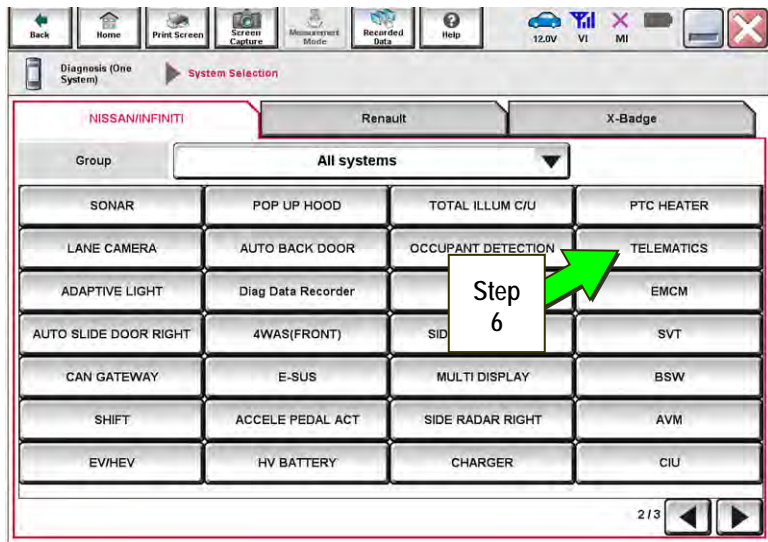 Back Home Print Screen Screen Capture Measurement Mode Recorded Data Help 12.0V VI MI
Diagnosis (One System) System Selection
NISSAN/INFINITI Renault X-Badge
Group All systems
SONAR POP UP HOOD TOTAL ILLUM C/U PTC HEATER
LANE CAMERA AUTO BACK DOOR OCCUPANT DETECTION TELEMATICS
ADAPTIVE LIGHT Diag Data Recorder EMCM
Step
6
AUTO SLIDE DOOR RIGHT 4WAS(FRONT) SVT
CAN GATEWAY E-SUS MULTI DISPLAY BSW
SHIFT ACCELE PEDAL ACT SIDE RADAR RIGHT AVM
EV/HEV HV BATTERY CHARGER CIU
2/3